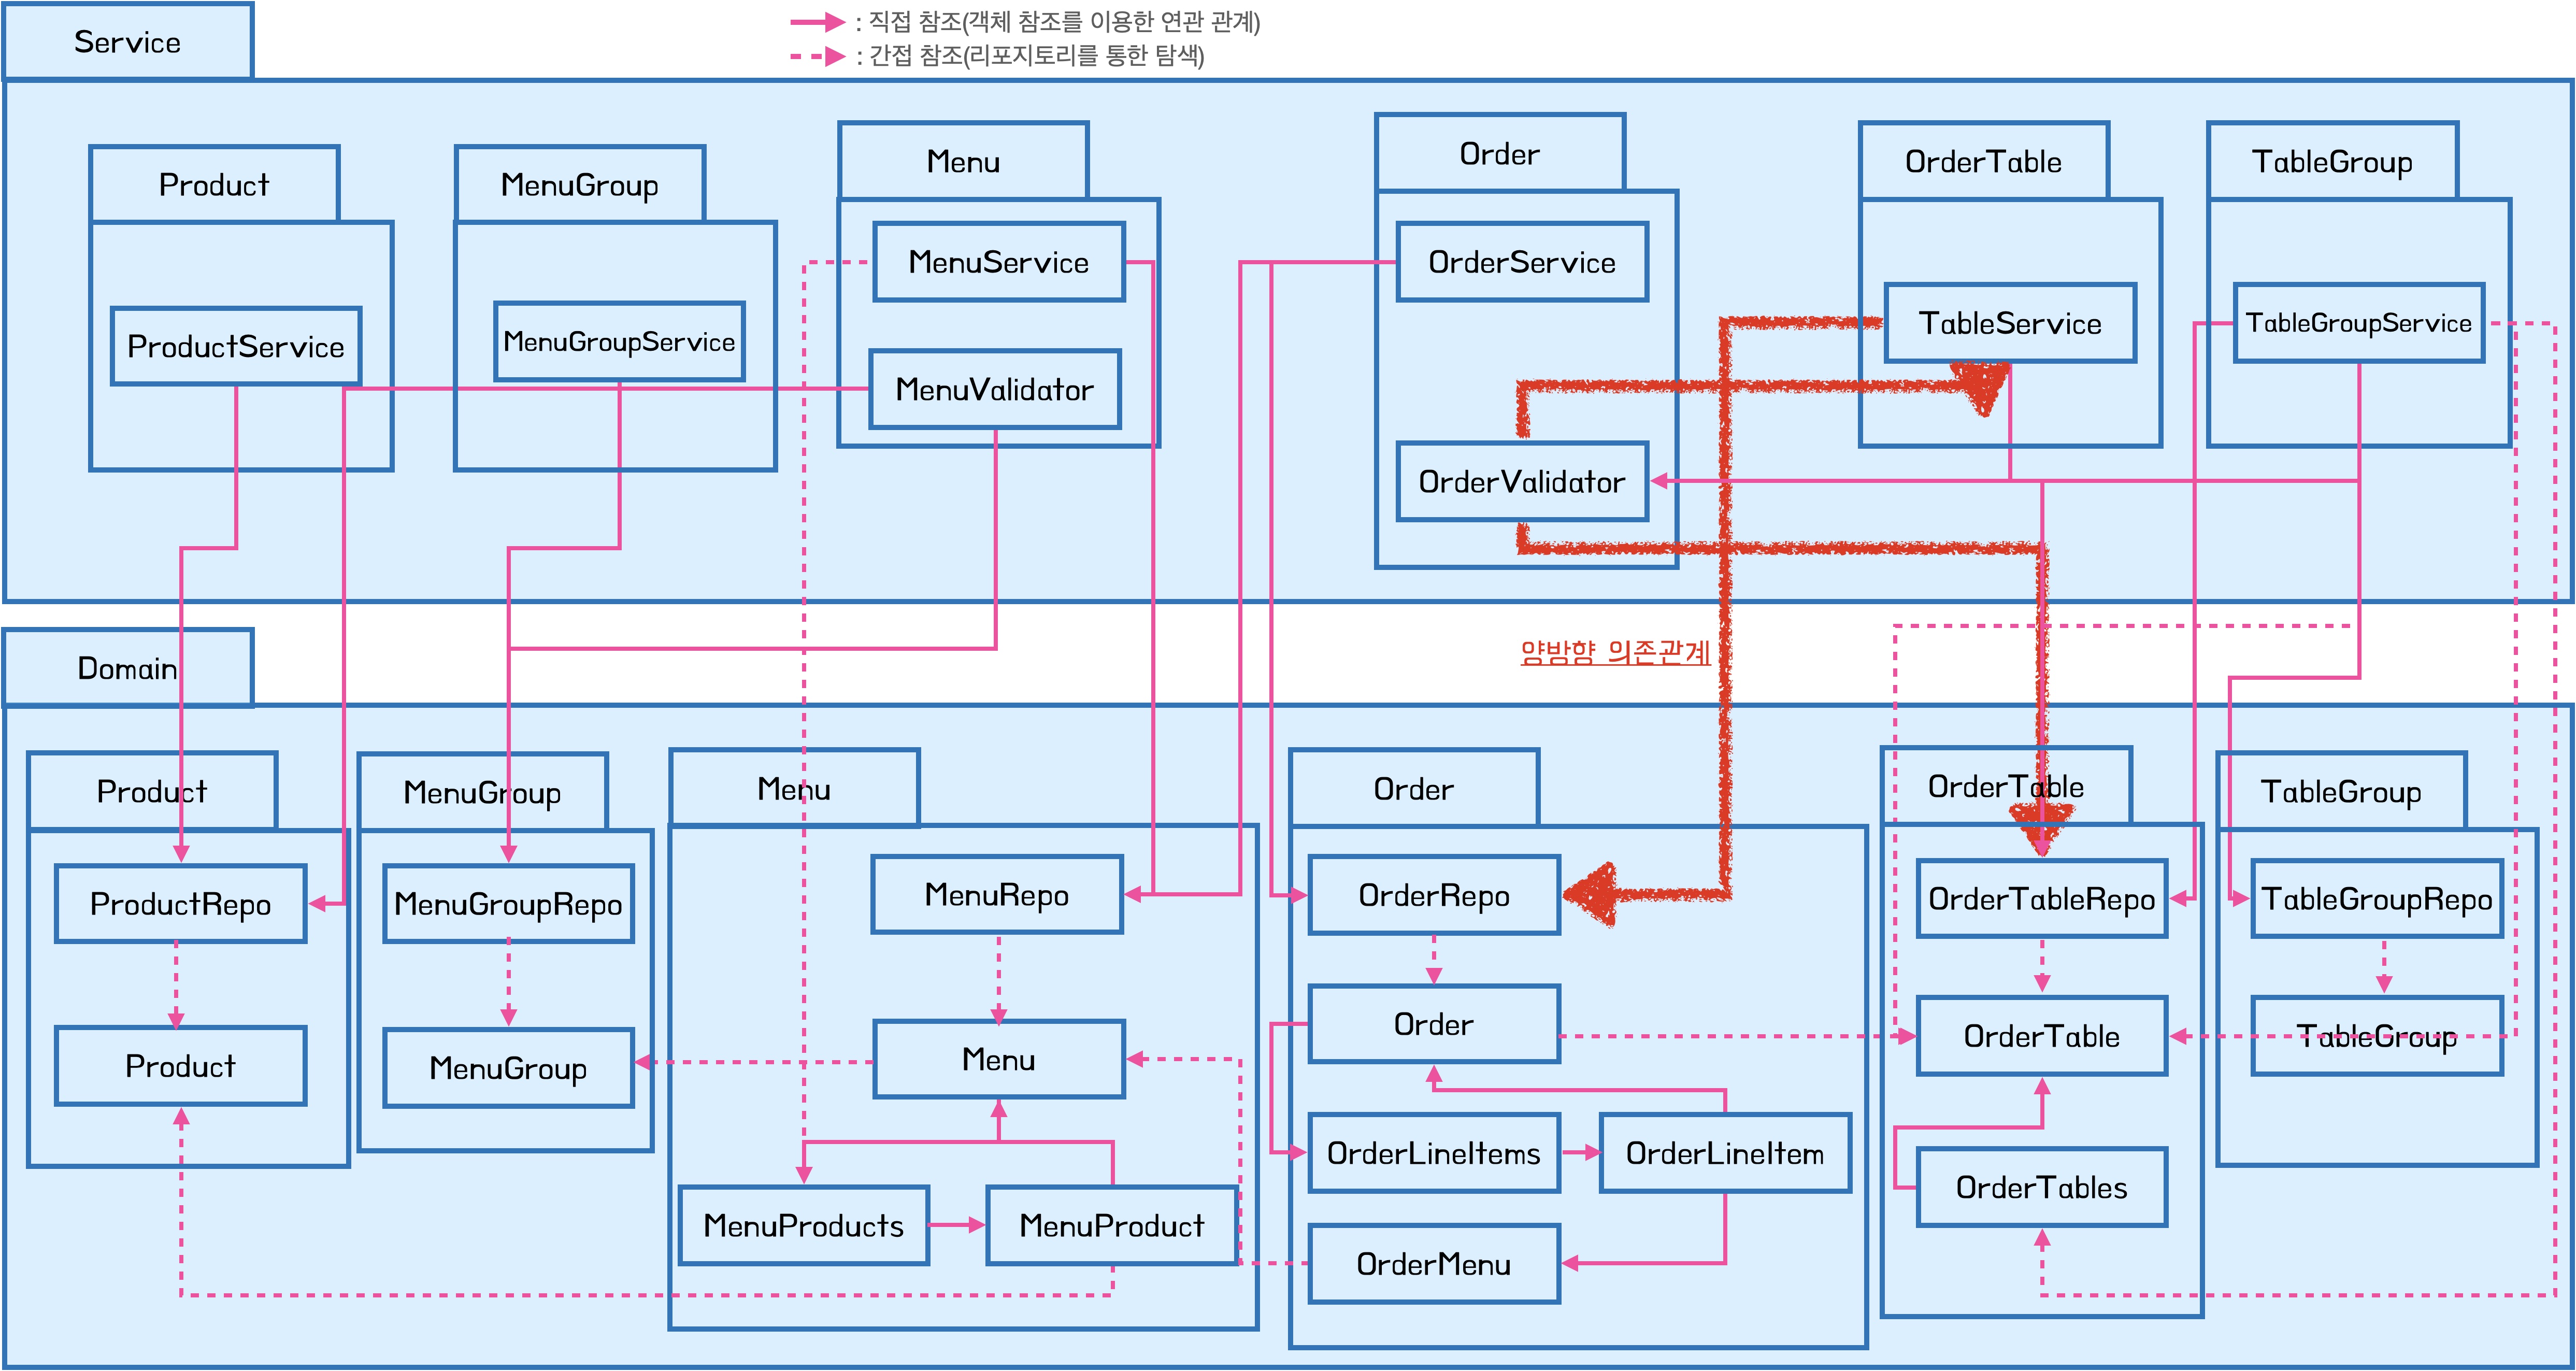 : 직접 참조(객체 참조를 이용한 연관 관계)
: 간접 참조(리포지토리를 통한 탐색)
Service
Product
MenuGroup
Menu
Order
OrderTable
TableGroup
ProductService
MenuGroupService
MenuService
MenuValidator
OrderService
OrderValidator
TableService
TableGroupService
양방향 의존관계
Domain
Product
MenuGroup
Menu
Order
OrderTable
TableGroup
ProductRepo
MenuGroupRepo
MenuRepo
OrderRepo
OrderTableRepo
TableGroupRepo
Product
MenuGroup
Menu
Order
OrderTable
TableGroup
MenuProducts
MenuProduct
OrderLineItems
OrderLineItem
OrderTables
OrderMenu